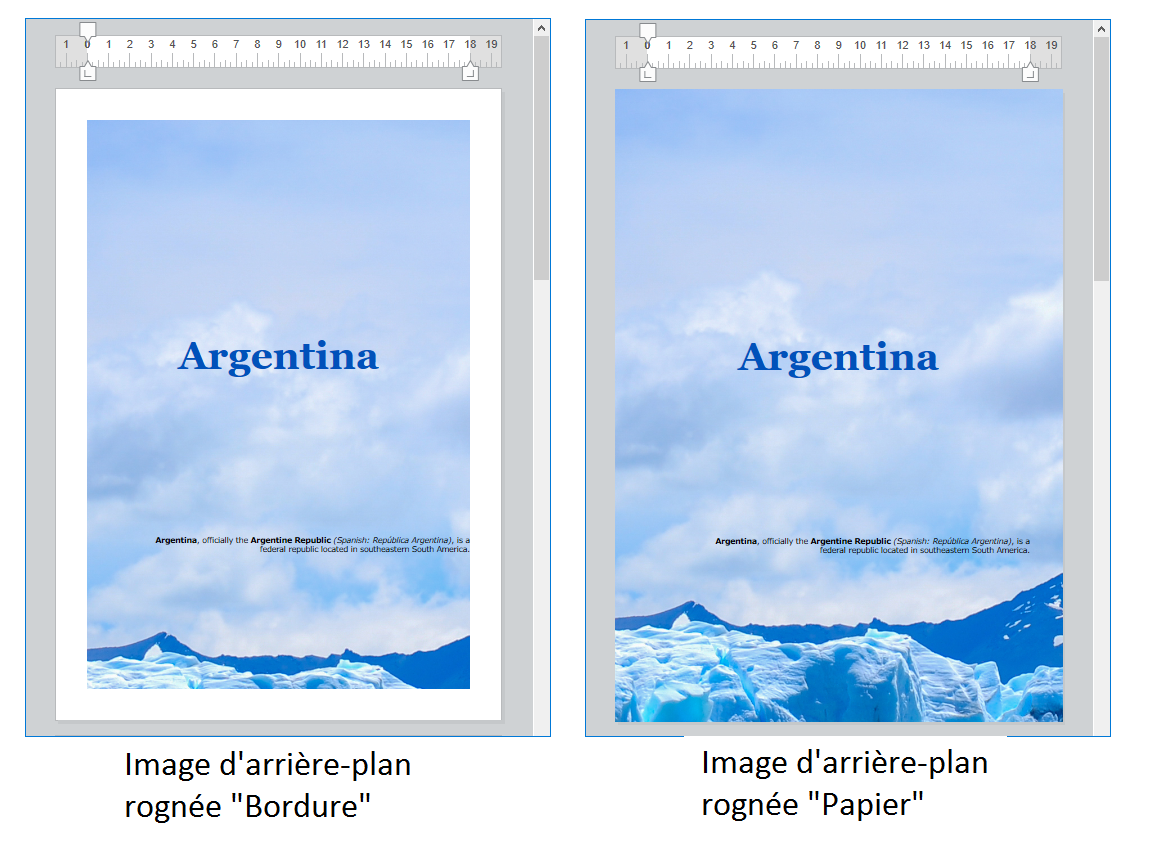 1 0 1 2 3 4 5 6 7 8 9 10 11 12 13 14 15 16 17 18 19
Argentina
Argentina, officially the Argentine Republic (Spanish: República Argentina), is a
federal republic located in southeastern South America.
Image d'arrière-plan
rognée "Bordure"
1 0 1 2 3 4 5 6 7 8 9 10 11 12 13 14 15 16 17 18 19
Argentina
Argentina, officially the Argentine Republic (Spanish: República Argentina), is a
federal republic located in southeastern South America.
Image d'arrière-plan
rognée "Papier"